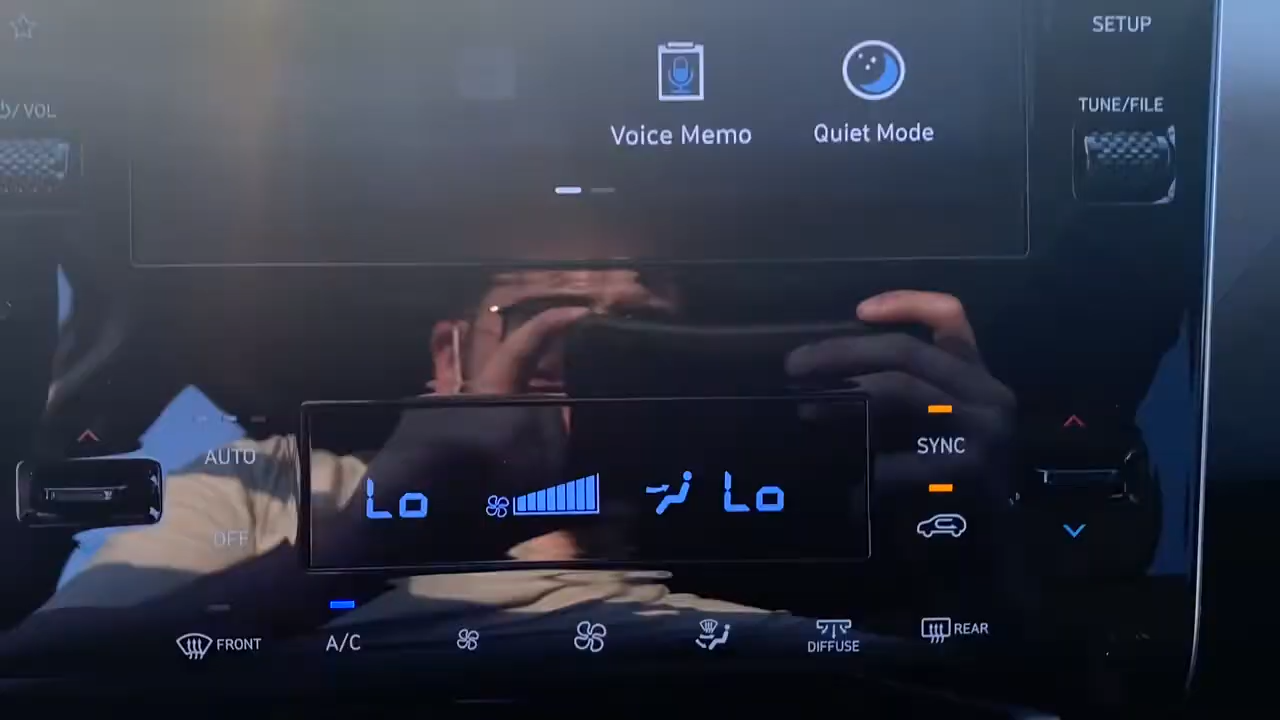 SETUP
/ VOL
TUNE/FILE
Voice Memo
Quiet Mode
AUTO
SYNC
Lo
Lo
OFF
FRONT
A/C
DIFFUSE
REAR